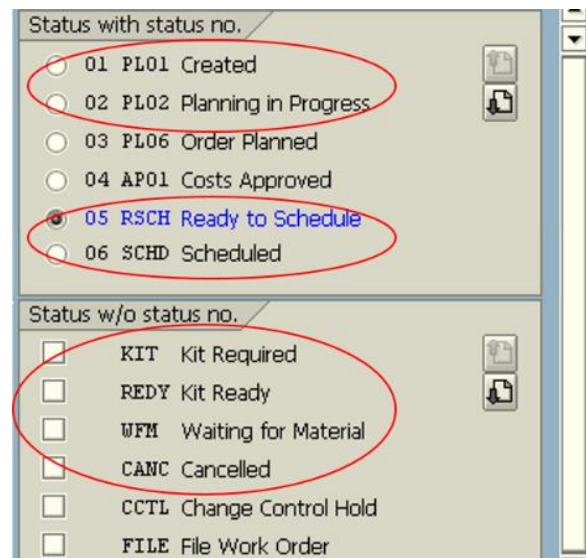 Status with status no.
01 PL01 Created
02 PL02 Planning in Progress
03 PL06 Order Planned
04 AP01 Costs Approved
05 RSCH Ready to Schedule
06 SCHD Scheduled
Status w/o status no.
KIT Kit Required
REDY Kit Ready
WFM Waiting for Material
CANC Cancelled
CCTL Change Control Hold
FILE File Work Order